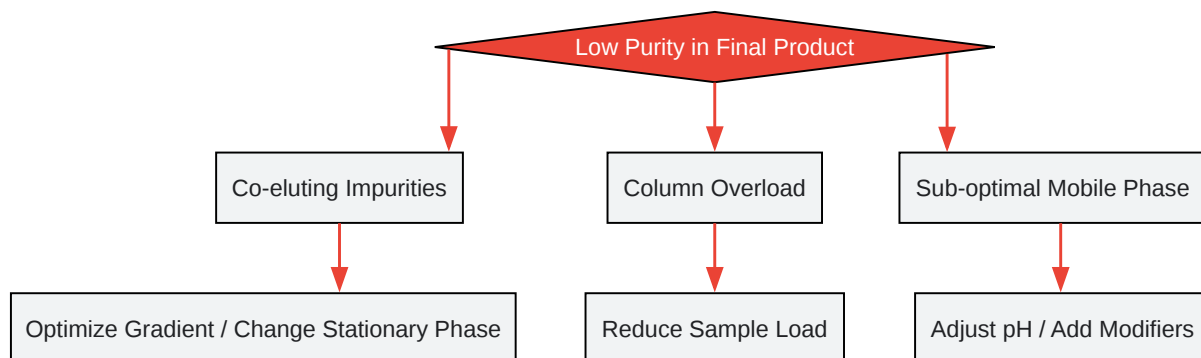 Low Purity in Final Product
Co-eluting Impurities
Column Overload
Sub-optimal Mobile Phase
Optimize Gradient / Change Stationary Phase
Reduce Sample Load
Adjust pH / Add Modifiers